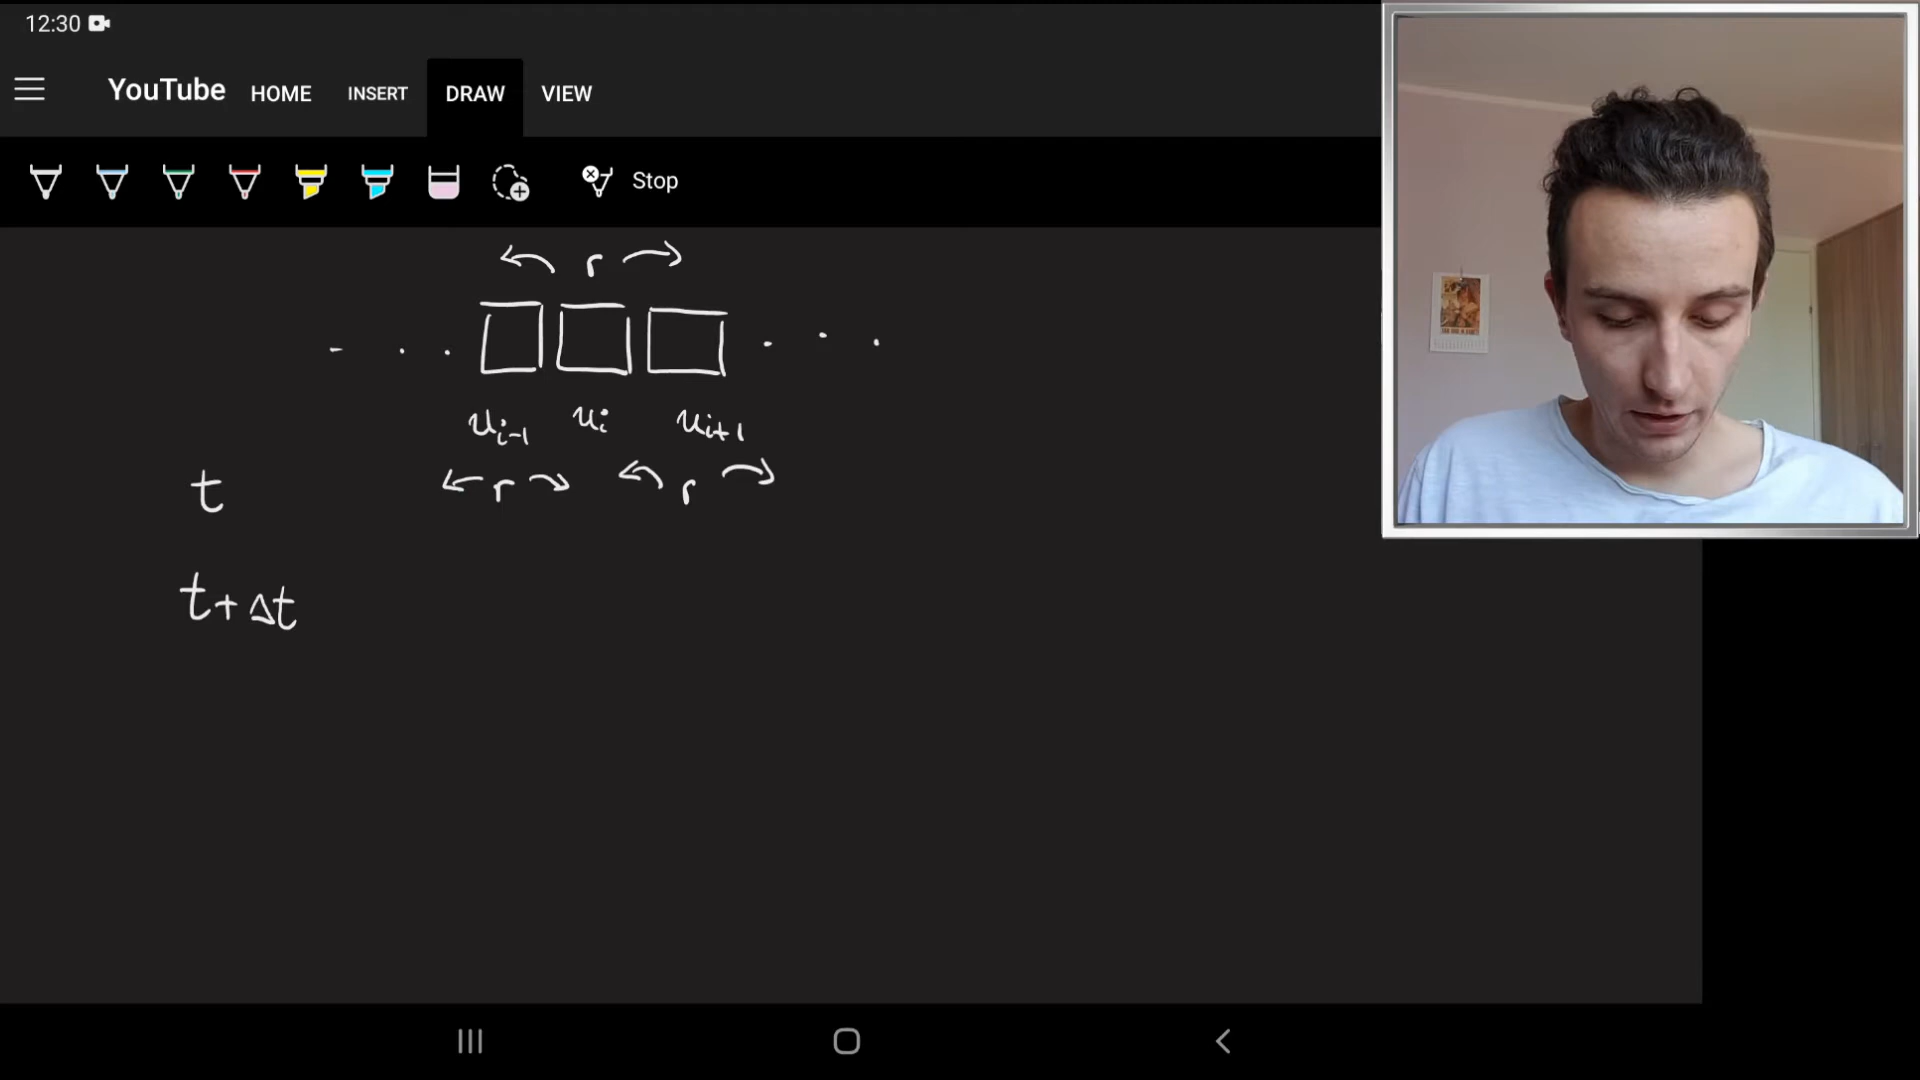 12:30
YouTube HOME INSERT DRAW VIEW
Stop
r
u_{i-1} u_i u_{i+1}
t r r
t + Δt